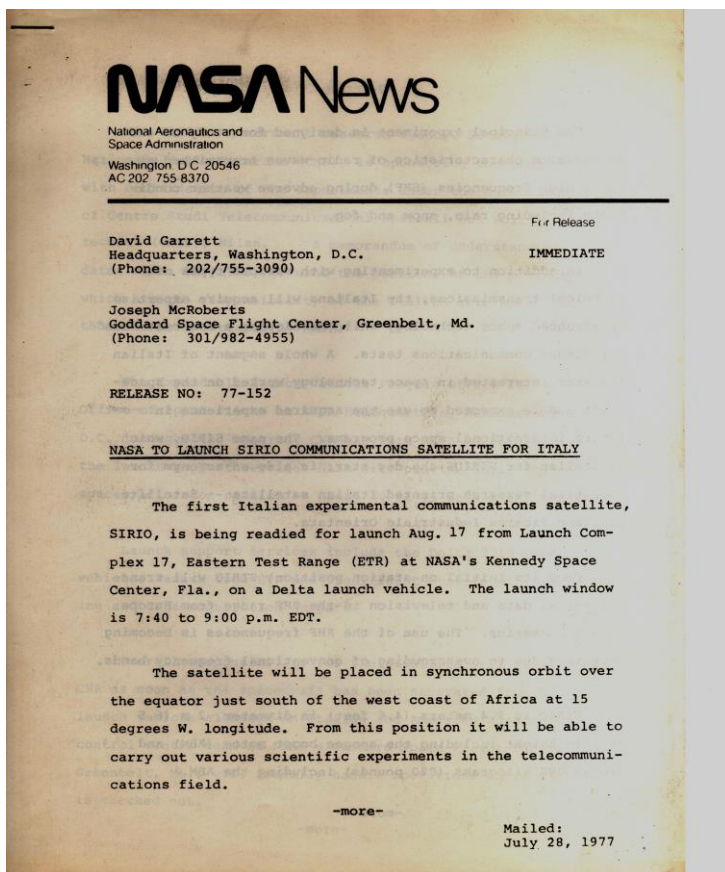 NASA News
National Aeronautics and
Space Administration
Washington, D C 20546
AC 202 755 8370
For Release
David Garrett
Headquarters, Washington, D.C. IMMEDIATE
(Phone: 202/755-3090)
Joseph McRoberts
Goddard Space Flight Center, Greenbelt, Md.
(Phone: 301/982-4955)
RELEASE NO: 77-152
NASA TO LAUNCH SIRIO COMMUNICATIONS SATELLITE FOR ITALY
The first Italian experimental communications satellite,
SIRIO, is being readied for launch Aug. 17 from Launch Com-
plex 17, Eastern Test Range (ETR) at NASA's Kennedy Space
Center, Fla., on a Delta launch vehicle. The launch window
is 7:40 to 9:00 p.m. EDT.
The satellite will be placed in synchronous orbit over
the equator just south of the west coast of Africa at 15
degrees W. longitude. From this position it will be able to
carry out various scientific experiments in the telecommuni-
cations field.
-more-
Mailed:
July 28, 1977